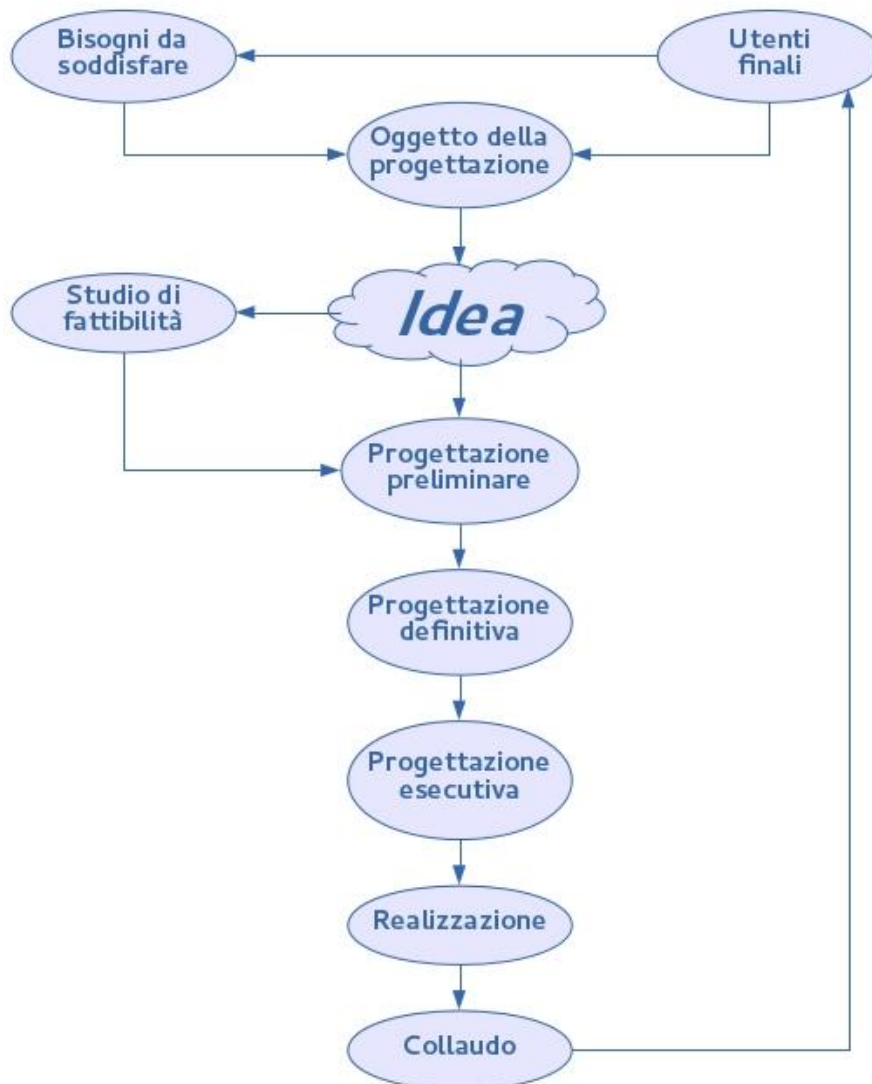 Bisogni da
soddisfare
Utenti
finali
Oggetto della
progettazione
Idea
Studio di
fattibilità
Progettazione
preliminare
Progettazione
definitiva
Progettazione
esecutiva
Realizzazione
Collaudo